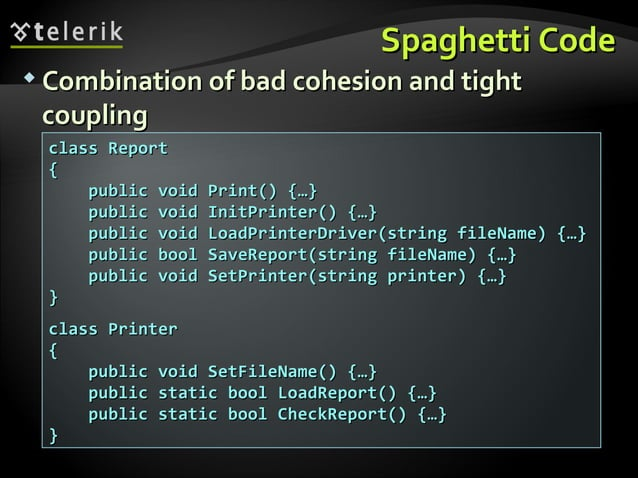 telerik
Spaghetti Code
Combination of bad cohesion and tight
coupling
class Report
{
    public void Print() {…}
    public void InitPrinter() {…}
    public void LoadPrinterDriver(string fileName) {…}
    public bool SaveReport(string fileName) {…}
    public void SetPrinter(string printer) {…}
}
class Printer
{
    public void SetFileName() {…}
    public static bool LoadReport() {…}
    public static bool CheckReport() {…}
}